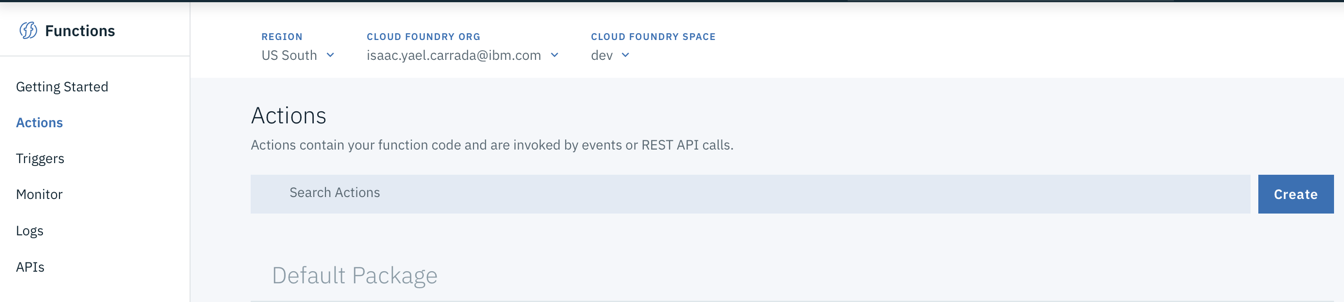 Functions
Getting Started
Actions
Triggers
Monitor
Logs
APIs
REGION
US South
CLOUD FOUNDRY ORG
isaac.yael.carrada@ibm.com
CLOUD FOUNDRY SPACE
dev
Actions
Actions contain your function code and are invoked by events or REST API calls.
Search Actions
Create
Default Package